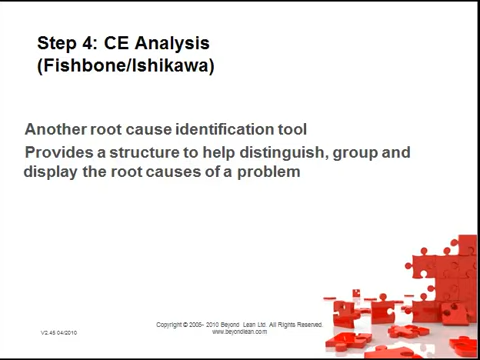 Step 4: CE Analysis
(Fishbone/Ishikawa)
Another root cause identification tool
Provides a structure to help distinguish, group and
display the root causes of a problem
Copyright © 2005- 2010 Beyond Lean Ltd. All Rights Reserved.
V2.45 04/2010
www.beyondlean.com